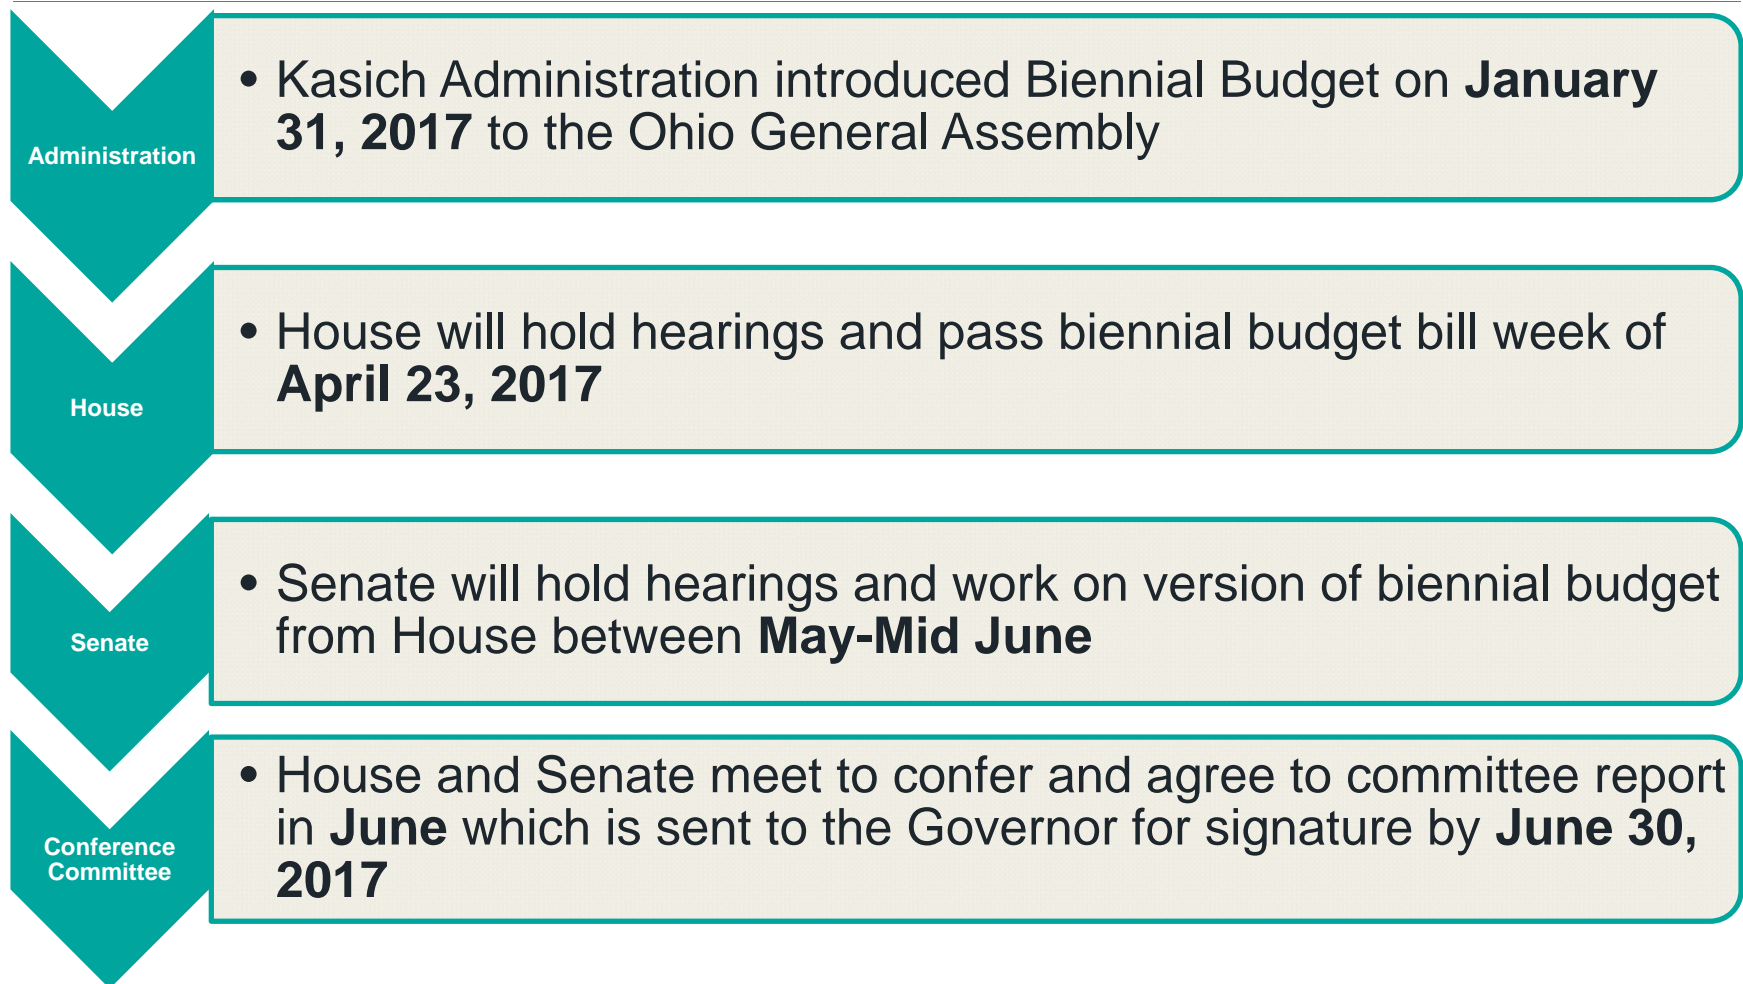 Administration
• Kasich Administration introduced Biennial Budget on January
31, 2017 to the Ohio General Assembly
House
• House will hold hearings and pass biennial budget bill week of
April 23, 2017
Senate
• Senate will hold hearings and work on version of biennial budget
from House between May-Mid June
Conference
Committee
• House and Senate meet to confer and agree to committee report
in June which is sent to the Governor for signature by June 30,
2017